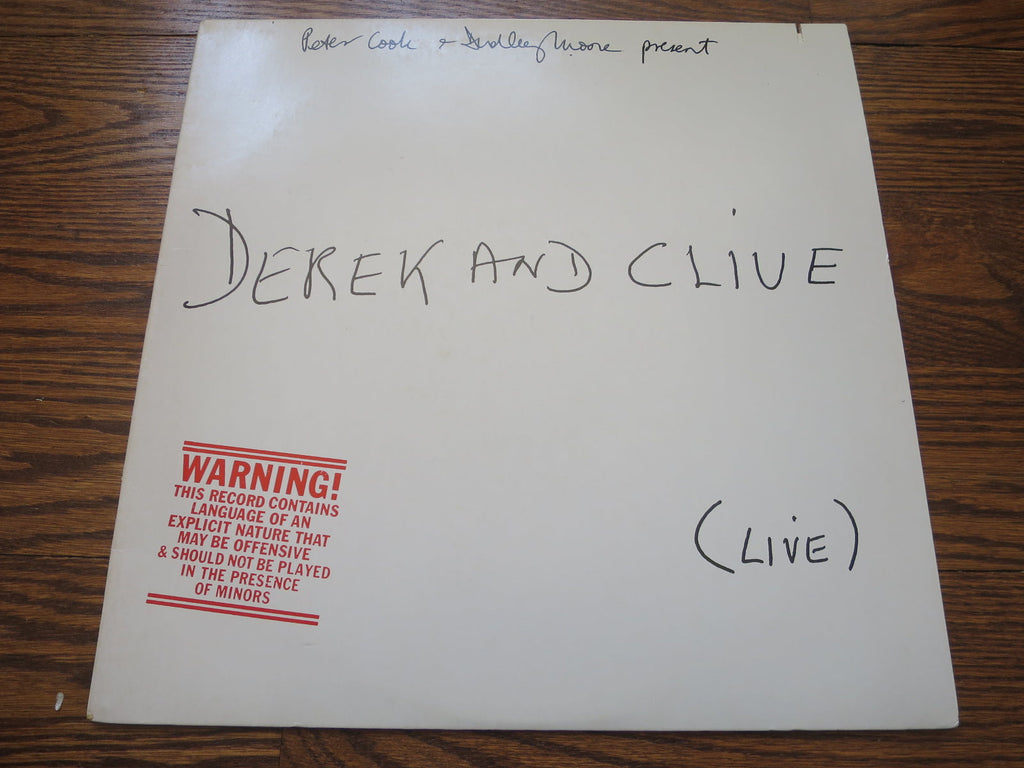 Peter Cook & Dudley Moore present
DEREK AND CLIVE
WARNING!
THIS RECORD CONTAINS
LANGUAGE OF AN
EXPLICIT NATURE THAT
MAY BE OFFENSIVE
& SHOULD NOT BE PLAYED
IN THE PRESENCE
OF MINORS
(LIVE)